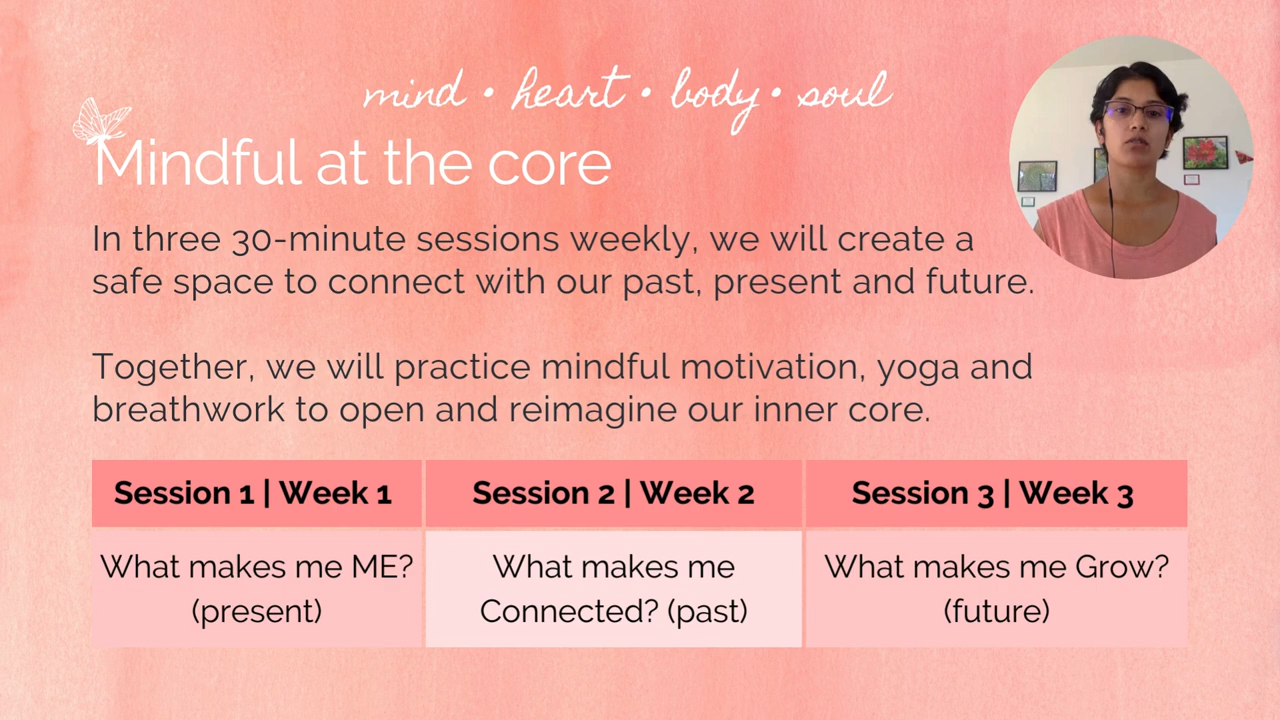 mind • heart • body • soul
Mindful at the core
In three 30-minute sessions weekly, we will create a
safe space to connect with our past, present and future.
Together, we will practice mindful motivation, yoga and
breathwork to open and reimagine our inner core.
Session 1 | Week 1
Session 2 | Week 2
Session 3 | Week 3
What makes me ME?
(present)
What makes me
Connected? (past)
What makes me Grow?
(future)